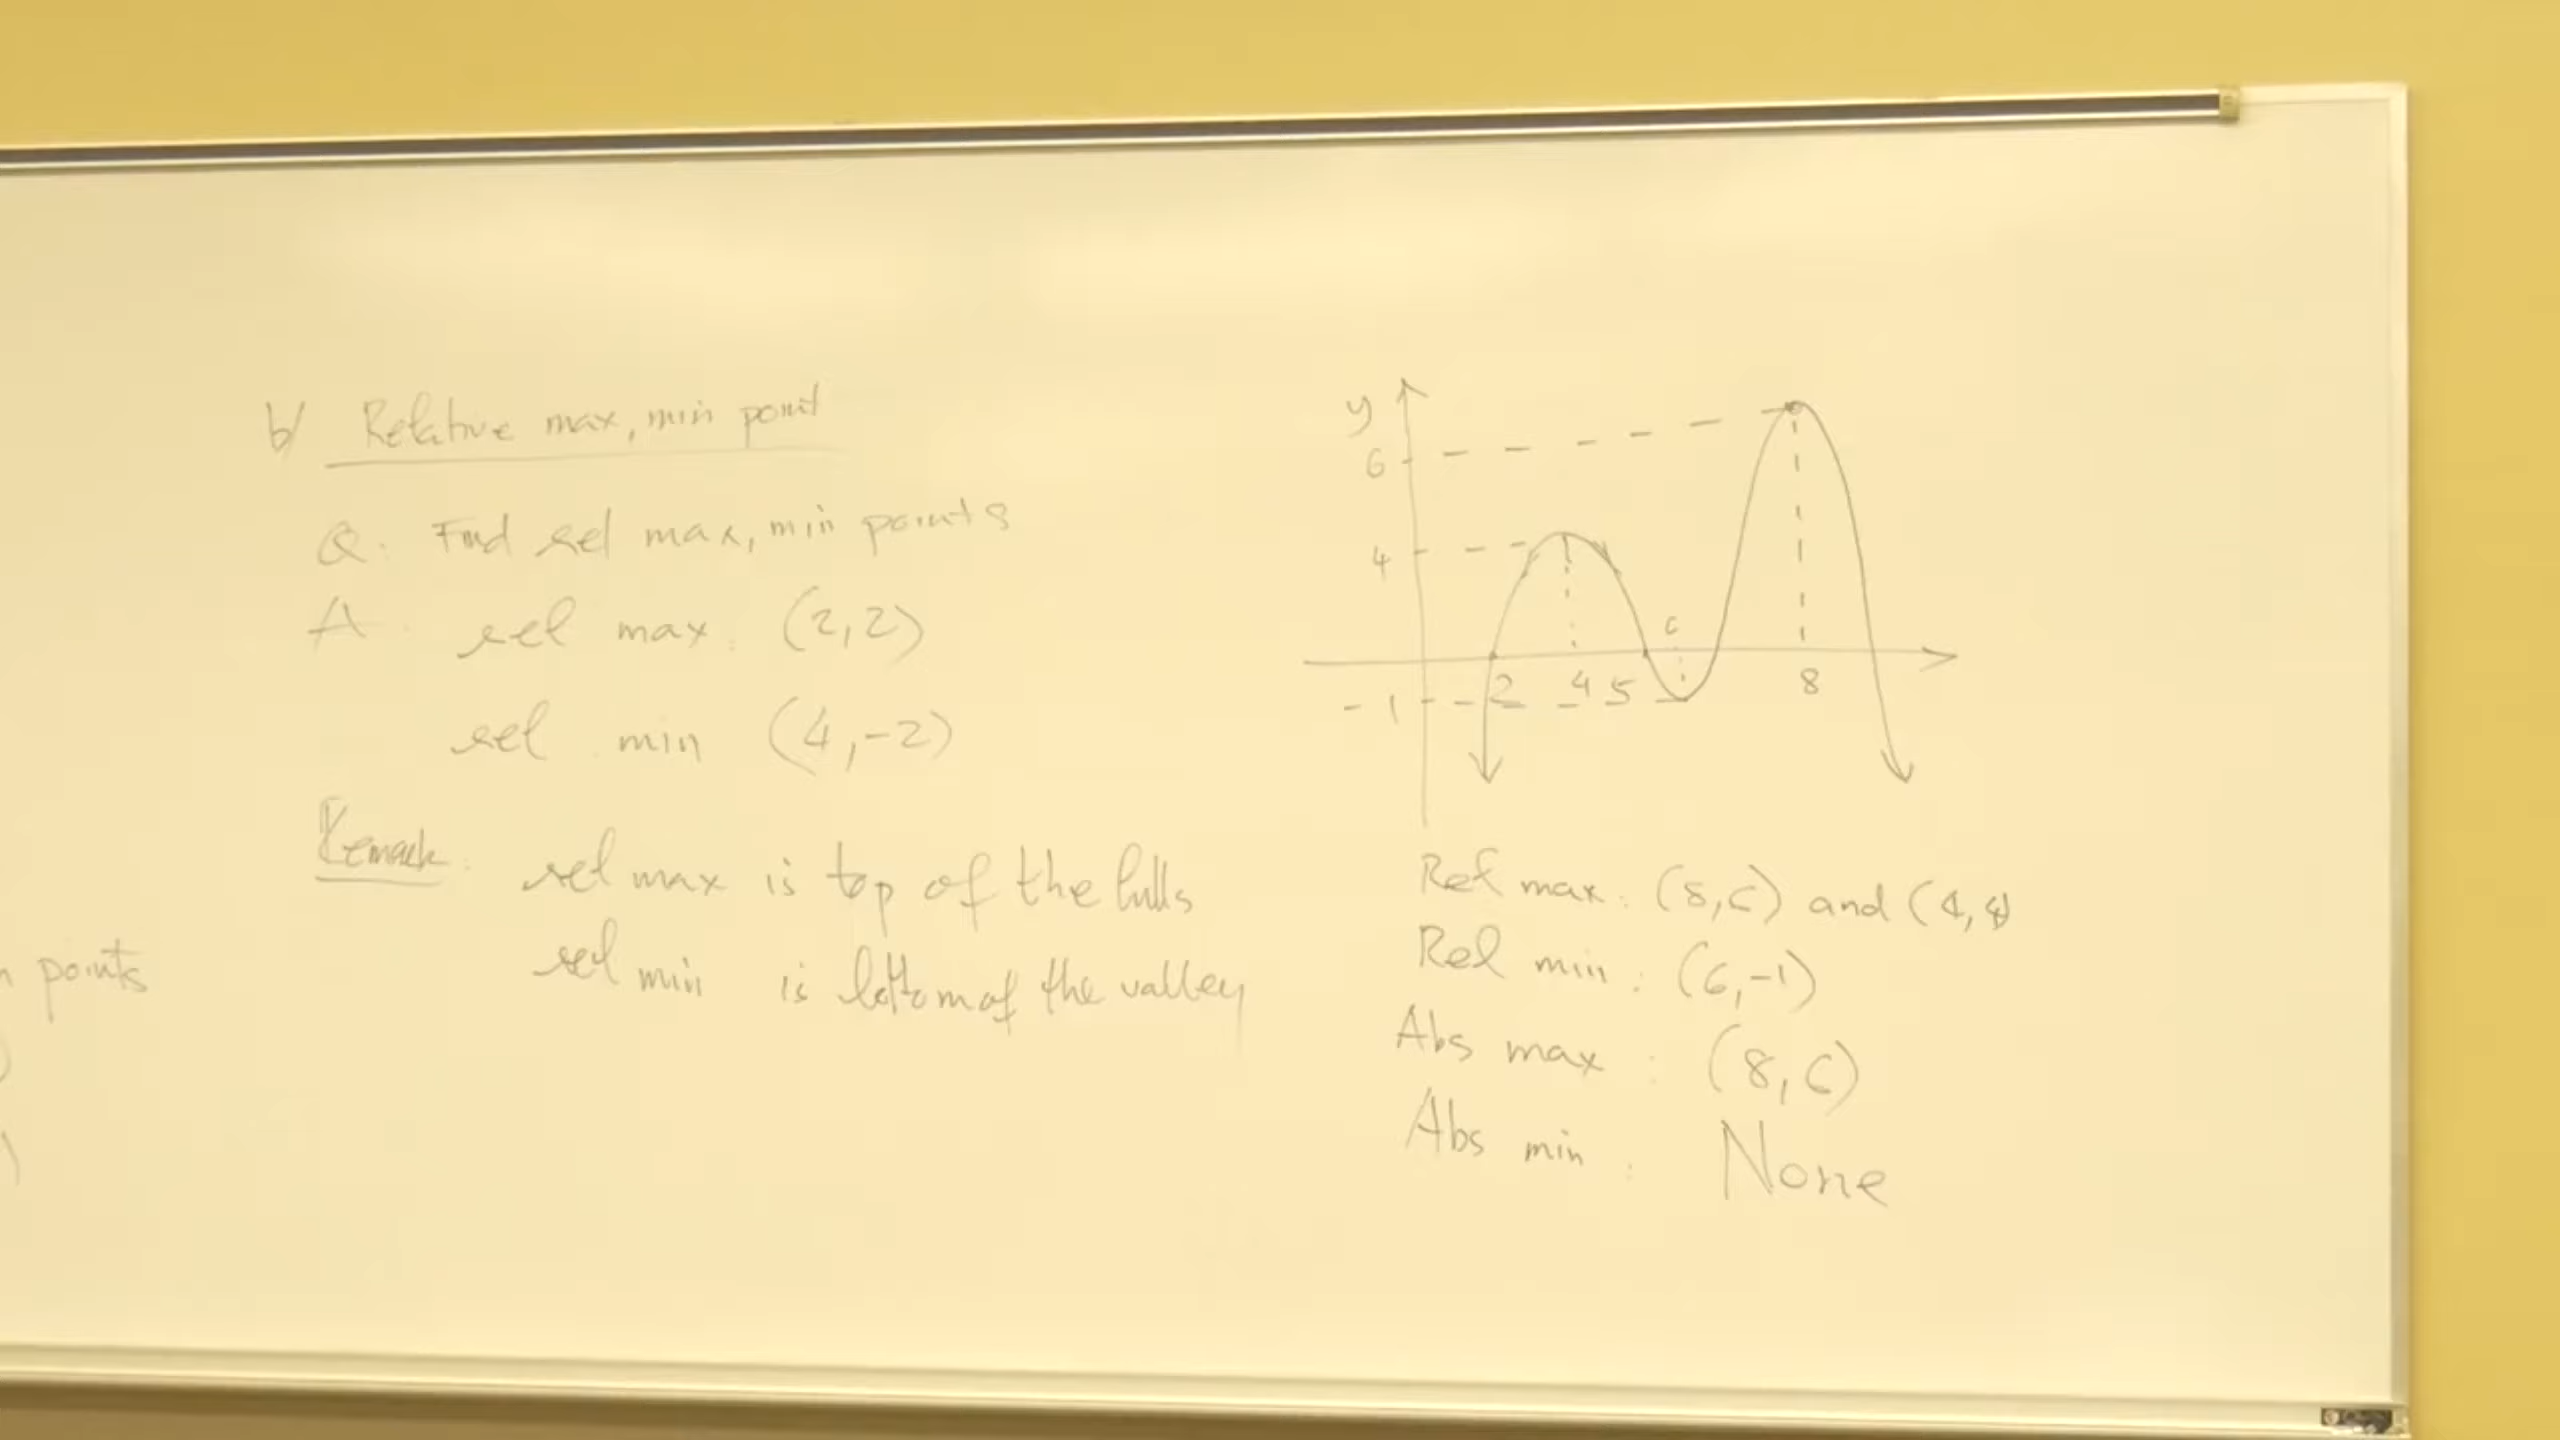 b) Relative max, min point
Q: Find rel max, min points
A: rel max: (2,2)
rel min (4,-2)
Remark: rel max is top of the hills
rel min is bottom of the valley
points
y
6
4
6
-1
2
4
5
8
Rel max: (8,6) and (4,4)
Rel min: (6,-1)
Abs max: (8,6)
Abs min: None